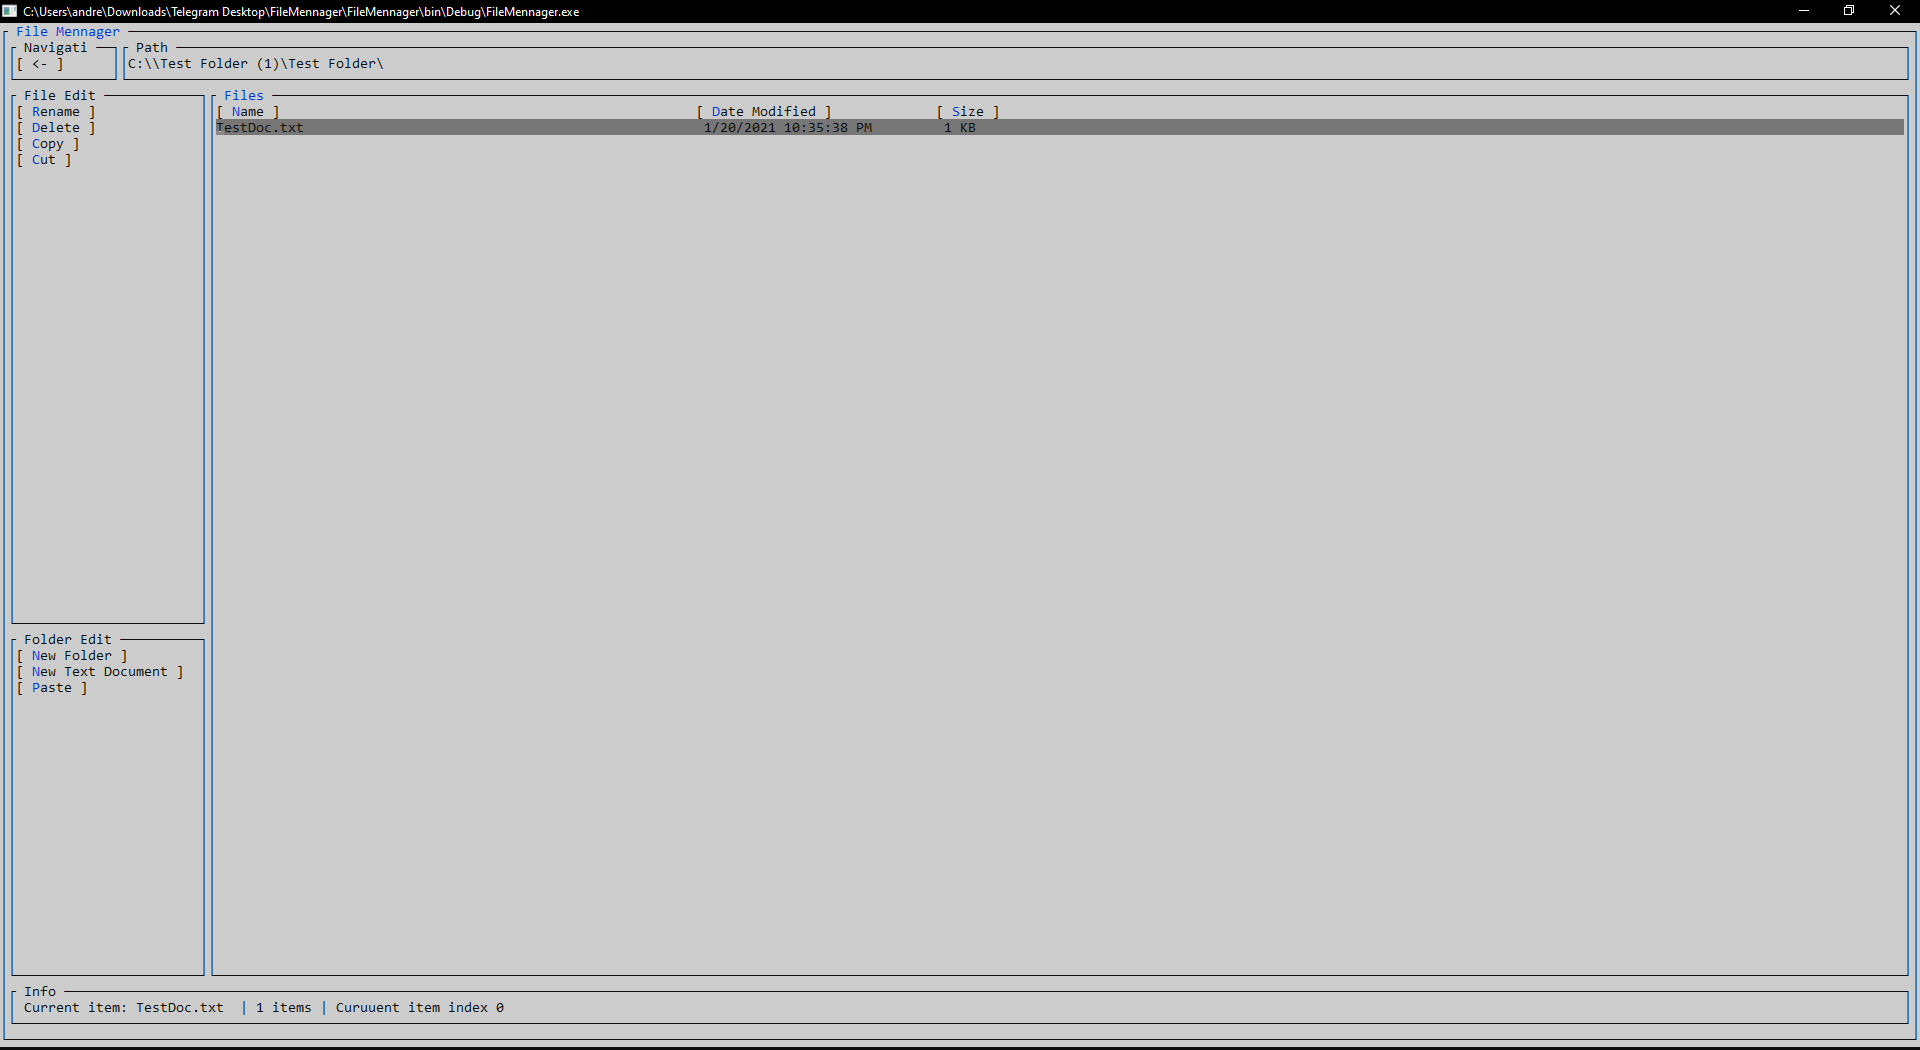 C:\Users\andre\Downloads\Telegram Desktop\FileMennager\FileMennager\bin\Debug\FileMennager.exe
File Mennager
Navigati
Path
[ <- ]
C:\\Test Folder (1)\Test Folder\
File Edit
[ Rename ]
[ Delete ]
[ Copy ]
[ Cut ]
Files
[ Name ] [ Date Modified ] [ Size ]
TestDoc.txt 1/20/2021 10:35:38 PM 1 KB
Folder Edit
[ New Folder ]
[ New Text Document ]
[ Paste ]
Info
Current item: TestDoc.txt | 1 items | Curuuent item index 0